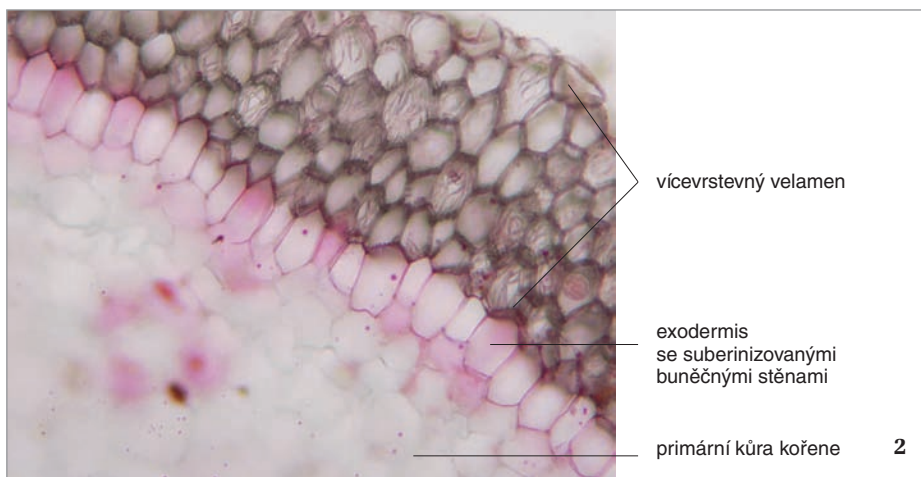 vícevrstevný velamen
exodermis
se suberinizovanými
buněčnými stěnami
primární kůra kořene 2